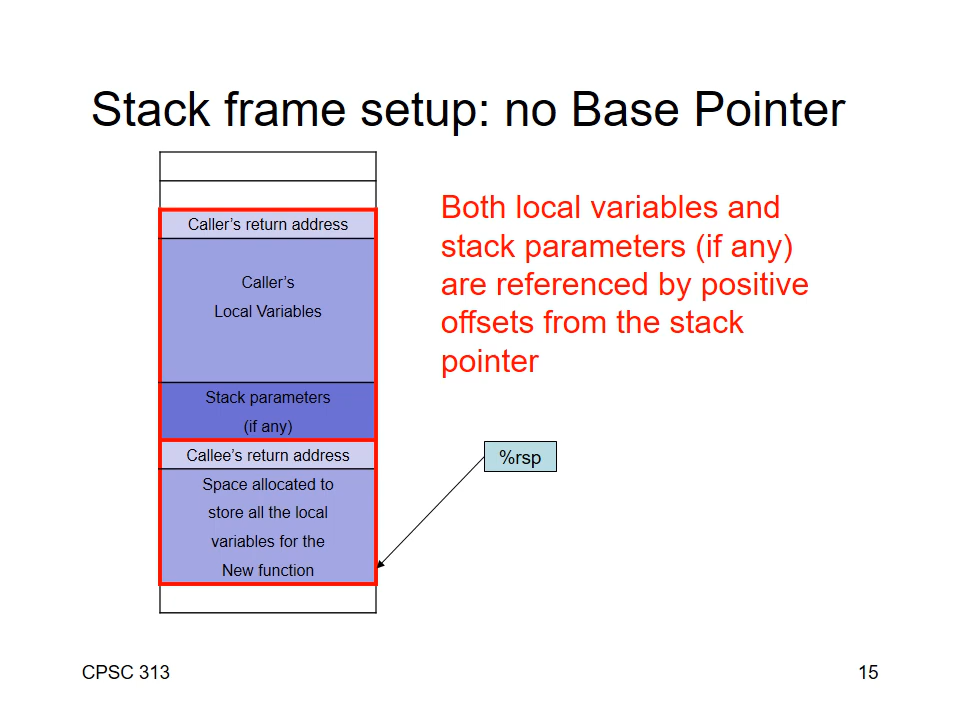 Stack frame setup: no Base Pointer
Caller's return address
Caller's
Local Variables
Stack parameters
(if any)
Callee's return address
Space allocated to
store all the local
variables for the
New function
Both local variables and
stack parameters (if any)
are referenced by positive
offsets from the stack
pointer
%rsp
CPSC 313
15